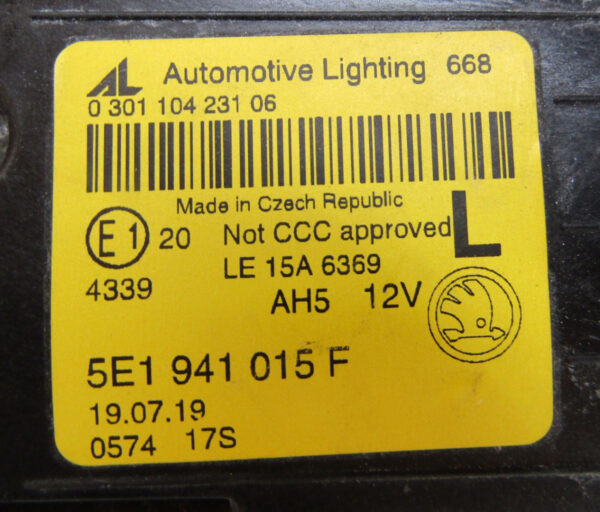 AL Automotive Lighting 668
0 301 104 231 06
Made in Czech Republic
E1 20 Not CCC approved L
LE 15A 6369
4339
AH5 12V
5E1 941 015 F
19.07.19
0574 17S